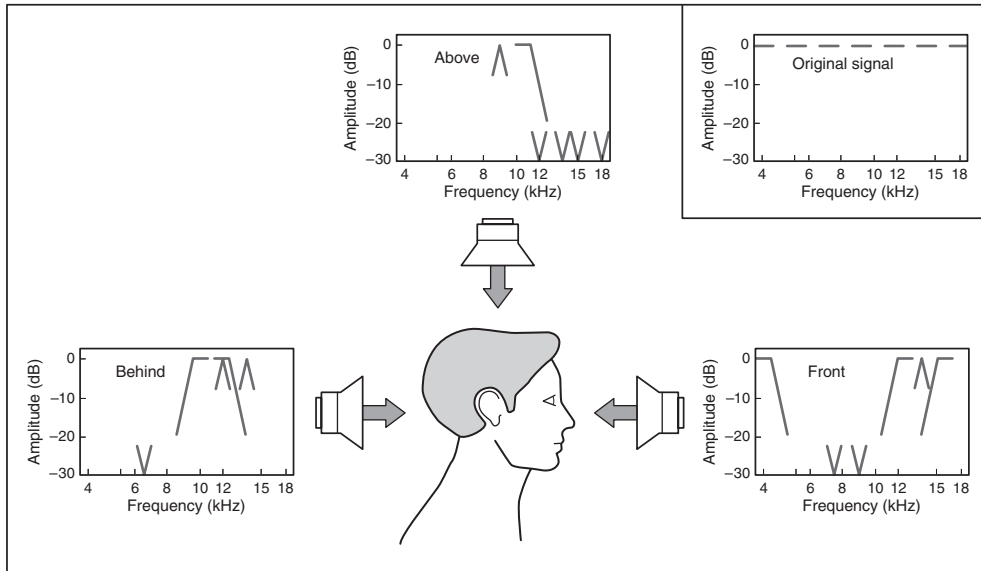 Above
Amplitude (dB)
0
–10
–20
–30
4 6 8 10 12 15 18
Frequency (kHz)
Original signal
Amplitude (dB)
0
–10
–20
–30
4 6 8 10 12 15 18
Frequency (kHz)
Behind
Amplitude (dB)
0
–10
–20
–30
4 6 8 10 12 15 18
Frequency (kHz)
Front
Amplitude (dB)
0
–10
–20
–30
4 6 8 10 12 15 18
Frequency (kHz)